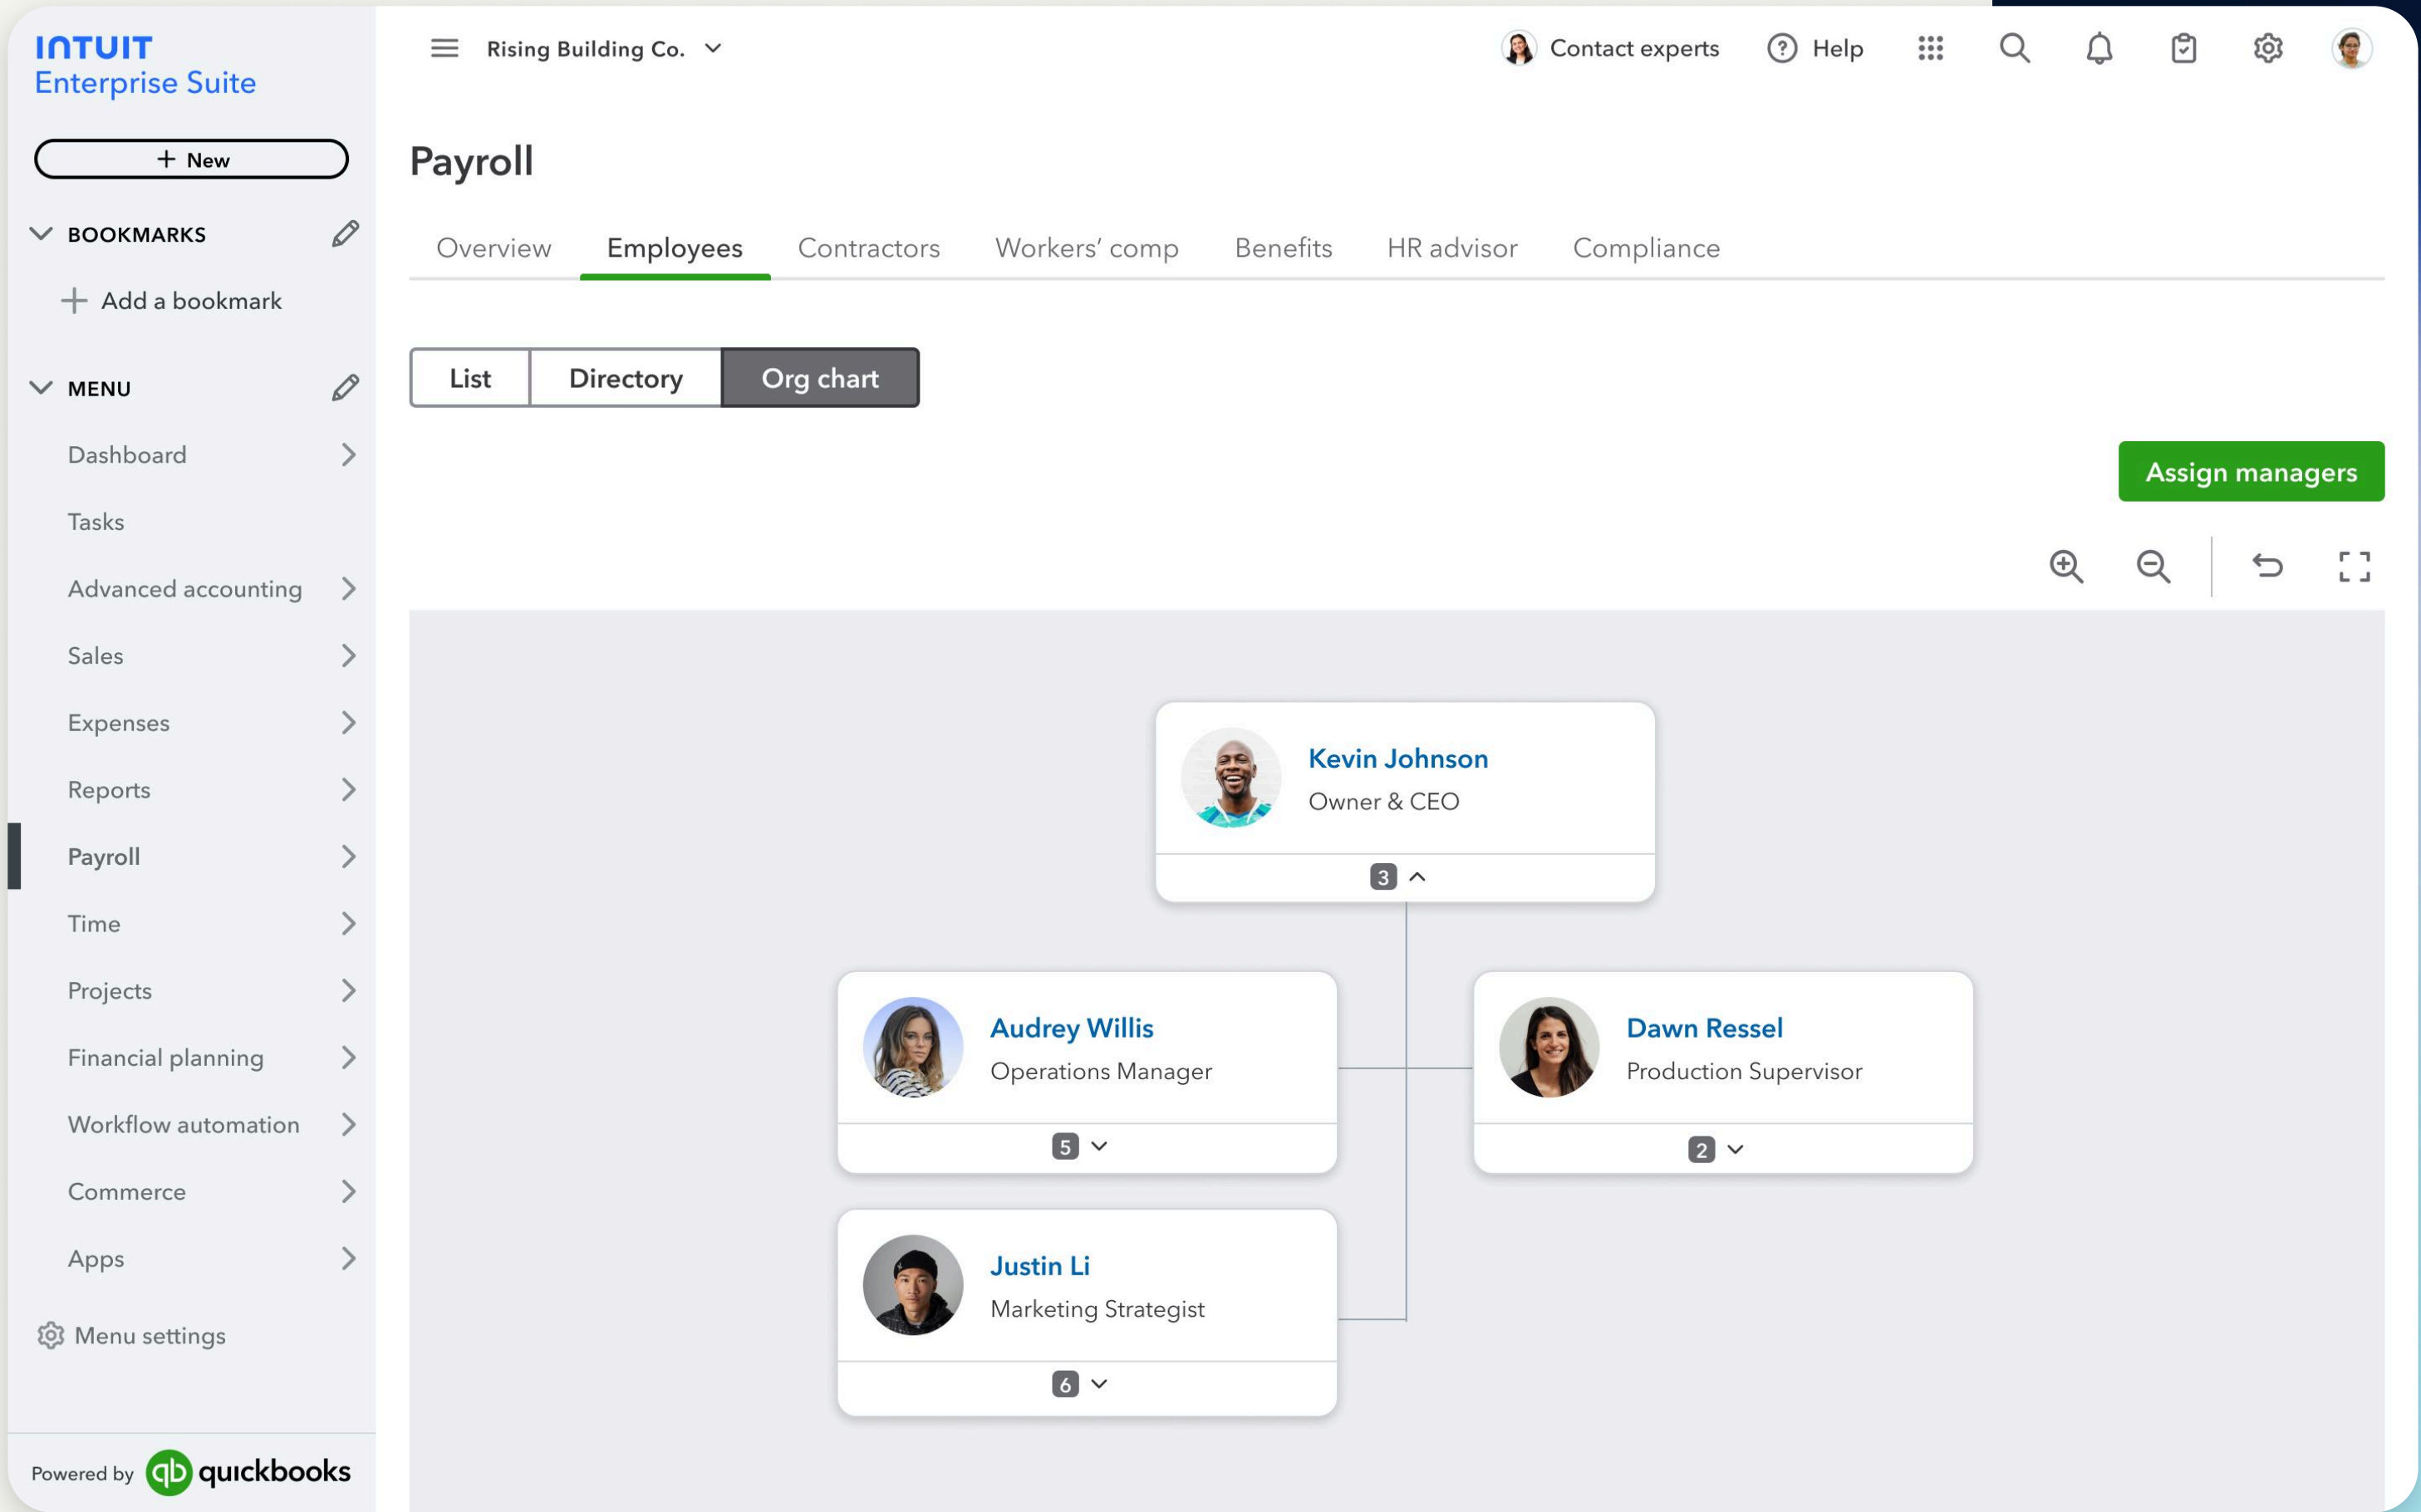 INTUIT
Enterprise Suite
New
BOOKMARKS
Add a bookmark
MENU
Dashboard
Tasks
Advanced accounting
Sales
Expenses
Reports
Payroll
Time
Projects
Financial planning
Workflow automation
Commerce
Apps
Menu settings
Powered by qb quickbooks
Rising Building Co.
Contact experts
Help
Payroll
Overview Employees Contractors Workers’ comp Benefits HR advisor Compliance
List Directory Org chart
Assign managers
Kevin Johnson
Owner & CEO
3
Audrey Willis
Operations Manager
5
Dawn Ressel
Production Supervisor
2
Justin Li
Marketing Strategist
6